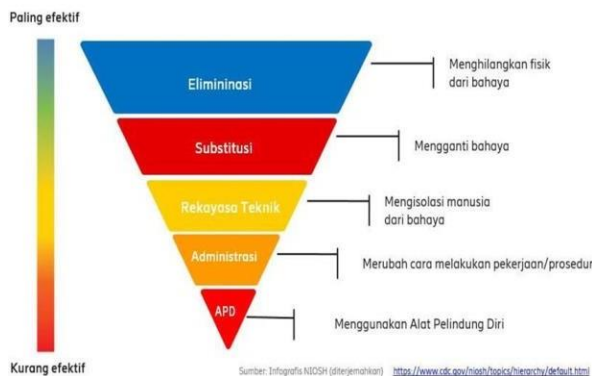 Paling efektif
Elimininasi
Menghilangkan fisik
dari bahaya
Substitusi
Mengganti bahaya
Rekayasa Teknik
Mengisolasi manusia
dari bahaya
Administrasi
Merubah cara melakukan pekerjaan/prosedur
APD
Menggunakan Alat Pelindung Diri
Kurang efektif
Sumber: Infografis NIOSH (diterjemahkan) https://www.cdc.gov/niosh/topics/hierarchy/default.html